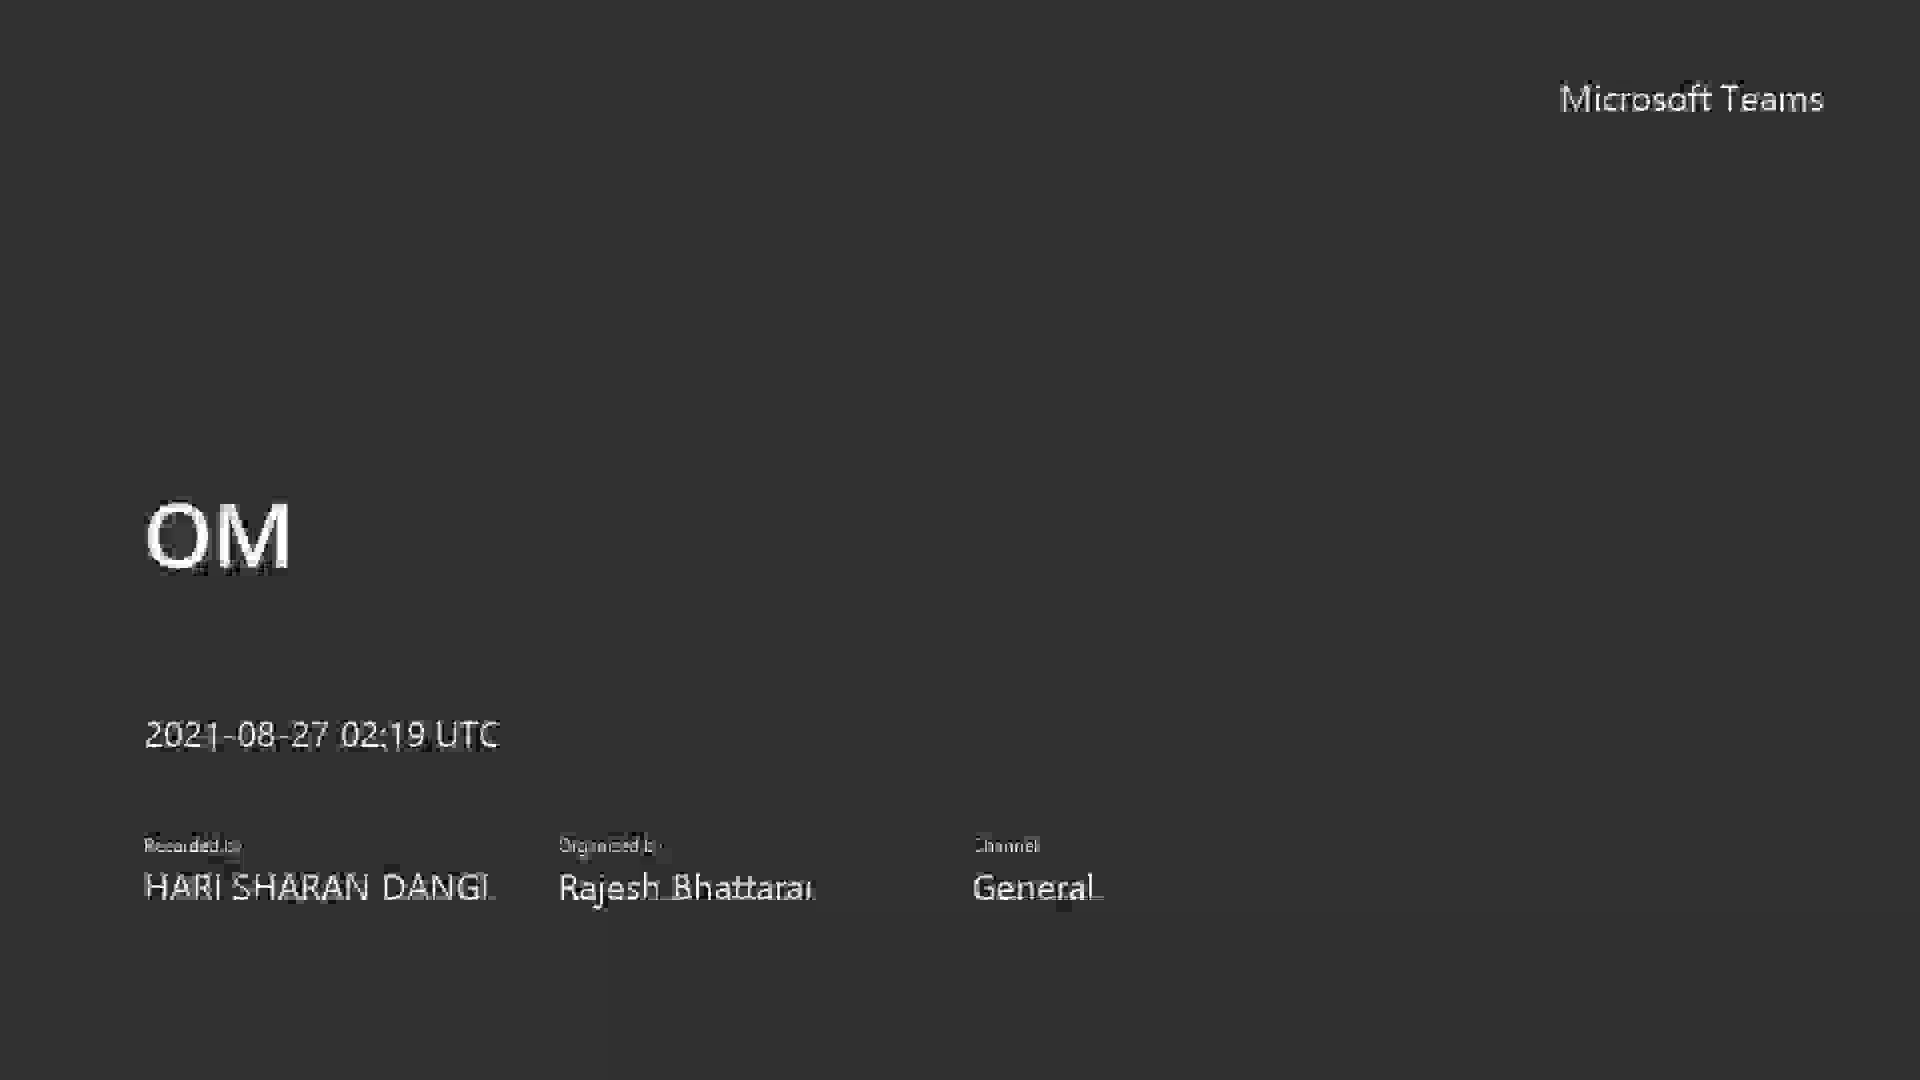 Microsoft Teams
OM
2021-08-27 02:19 UTC
Recorded by
Organized by
Channel
HARI SHARAN DANGI
Rajesh Bhattarai
General